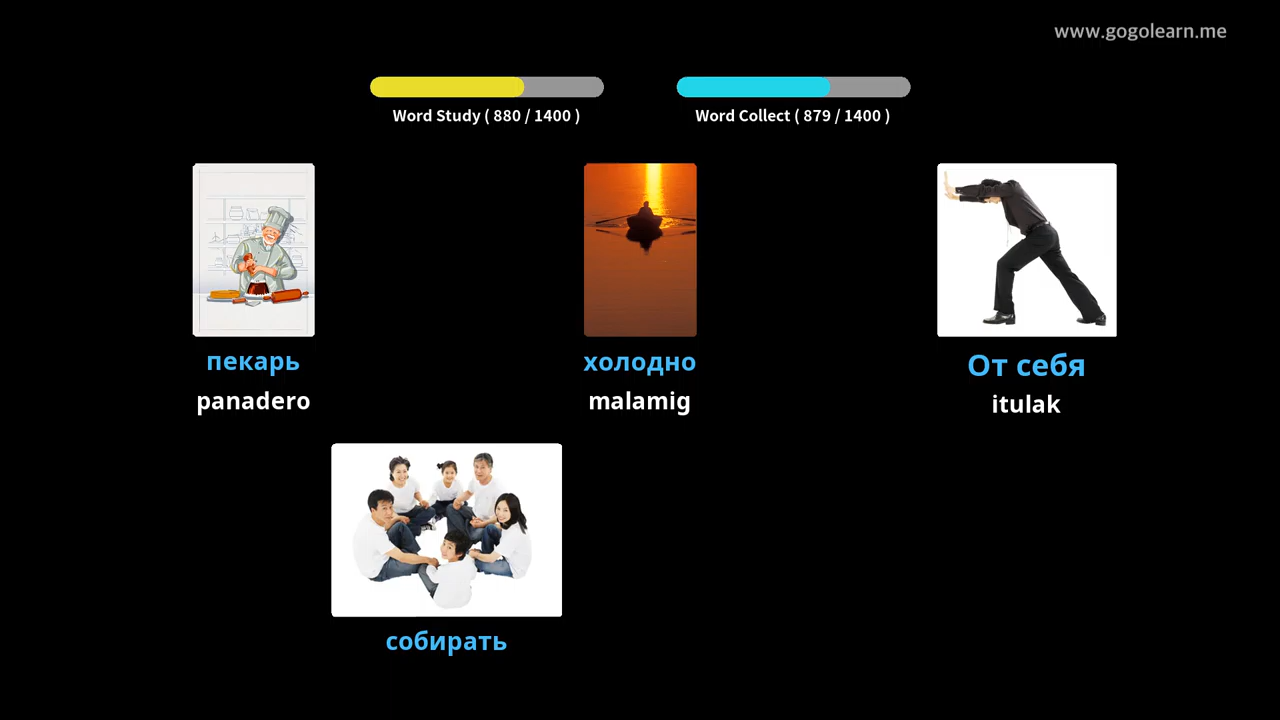 www.gogolearn.me
Word Study ( 880 / 1400 )
Word Collect ( 879 / 1400 )
пекарь
panadero
холодно
malamig
От себя
itulak
собирать